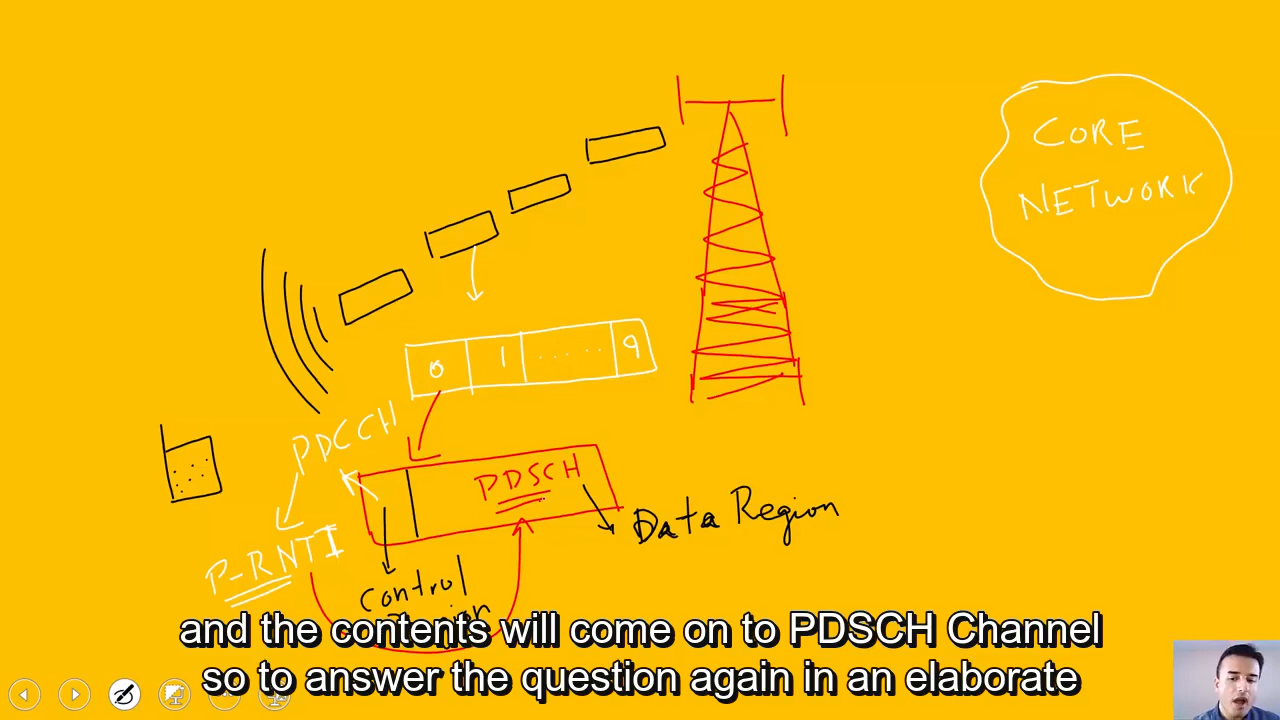 CORE
NETWORK
0 1 ...... 9
PDCCH
PDSCH
Data Region
P-RNTI
Control
and the contents will come on to PDSCH Channel
so to answer the question again in an elaborate